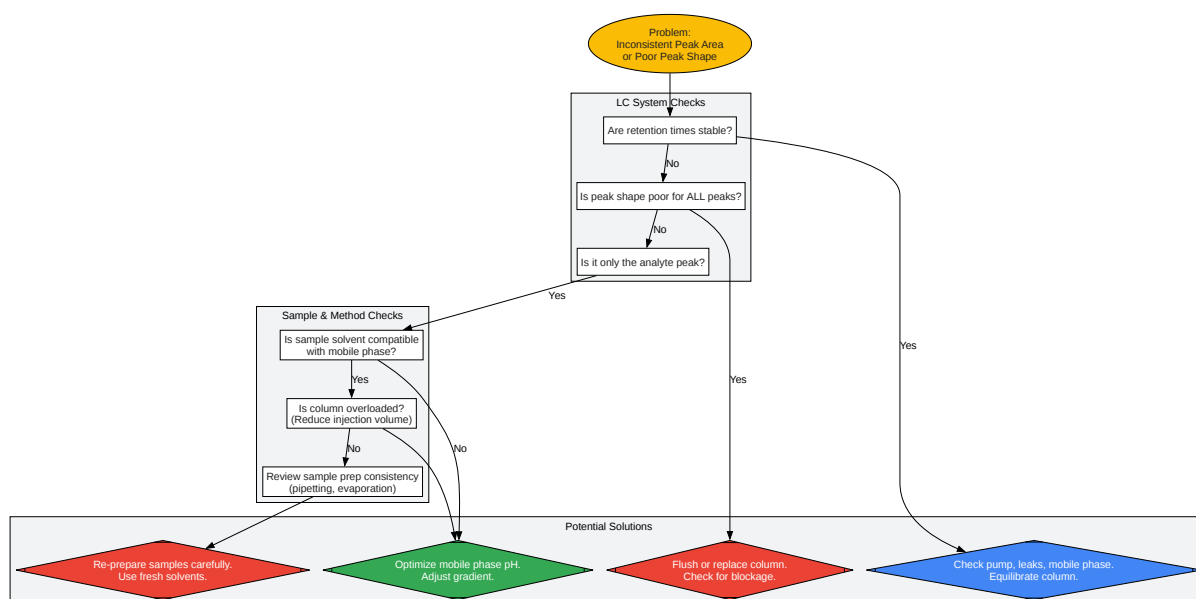 Problem:
Inconsistent Peak Area
or Poor Peak Shape
LC System Checks
Are retention times stable?
No
Is peak shape poor for ALL peaks?
No
Is it only the analyte peak?
Yes
Sample & Method Checks
Is sample solvent compatible
with mobile phase?
Yes
Yes
Yes
Is column overloaded?
(Reduce injection volume)
No
No
Review sample prep consistency
(pipetting, evaporation)
Potential Solutions
Re-prepare samples carefully.
Use fresh solvents.
Optimize mobile phase pH.
Adjust gradient.
Flush or replace column.
Check for blockage.
Check pump, leaks, mobile phase.
Equilibrate column.